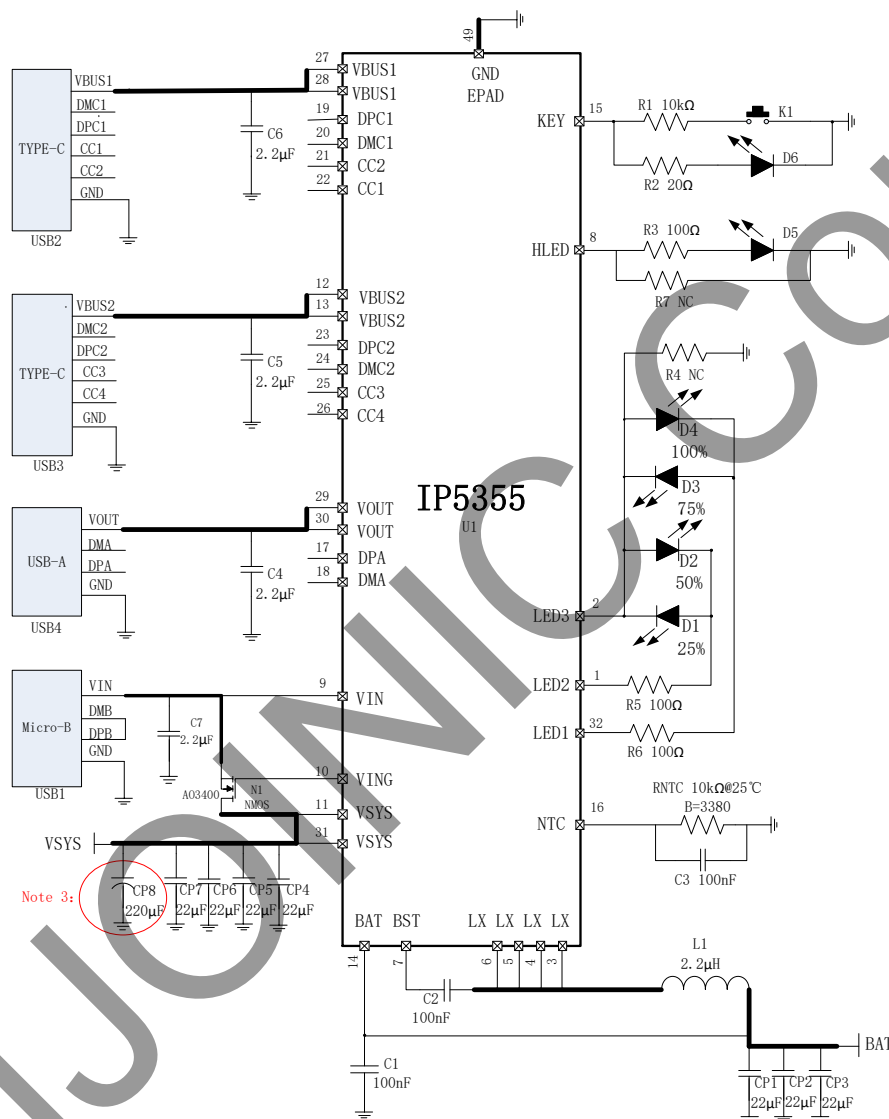 49
GND
EPAD
27
VBUS1
28
VBUS1
19
DPC1
20
DMC1
21
CC2
22
CC1
VBUS1
DMC1
DPC1
CC1
CC2
GND
TYPE-C
USB2
C6
2.2μF
12
VBUS2
13
VBUS2
23
DPC2
24
DMC2
25
CC3
26
CC4
VBUS2
DMC2
DPC2
CC3
CC4
GND
TYPE-C
USB3
C5
2.2μF
29
VOUT
30
VOUT
17
DPA
18
DMA
VOUT
DMA
DPA
GND
USB-A
USB4
C4
2.2μF
9
VIN
10
VING
11
VSYS
31
VSYS
VIN
DMB
DPB
GND
Micro-B
USB1
C7
2.2μF
AO3400
N1
NMOS
VSYS
Note 3:
CP8
220μF
CP7
22μF
CP6
22μF
CP5
22μF
CP4
22μF
IP5355
U1
15
KEY
R1 10kΩ
K1
R2 20Ω
D6
8
HLED
R3 100Ω
D5
R7 NC
R4 NC
D4
100%
D3
75%
D2
50%
D1
25%
2
LED3
1
LED2
R5 100Ω
32
LED1
R6 100Ω
16
NTC
RNTC 10kΩ@25℃
B=3380
C3 100nF
BAT
BST
LX
LX
LX
LX
14
7
6
5
4
3
C2
100nF
L1
2.2μH
C1
100nF
BAT
CP1
22μF
CP2
22μF
CP3
22μF
INJOINIC CO